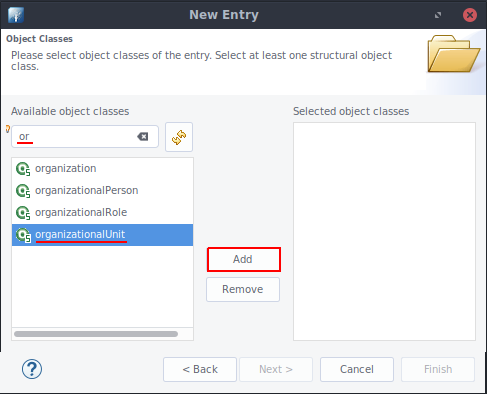 New Entry
Object Classes
Please select object classes of the entry. Select at least one structural object
class.
Available object classes
Selected object classes
or
organization
organizationalPerson
organizationalRole
organizationalUnit
Add
Remove
?
< Back
Next >
Cancel
Finish